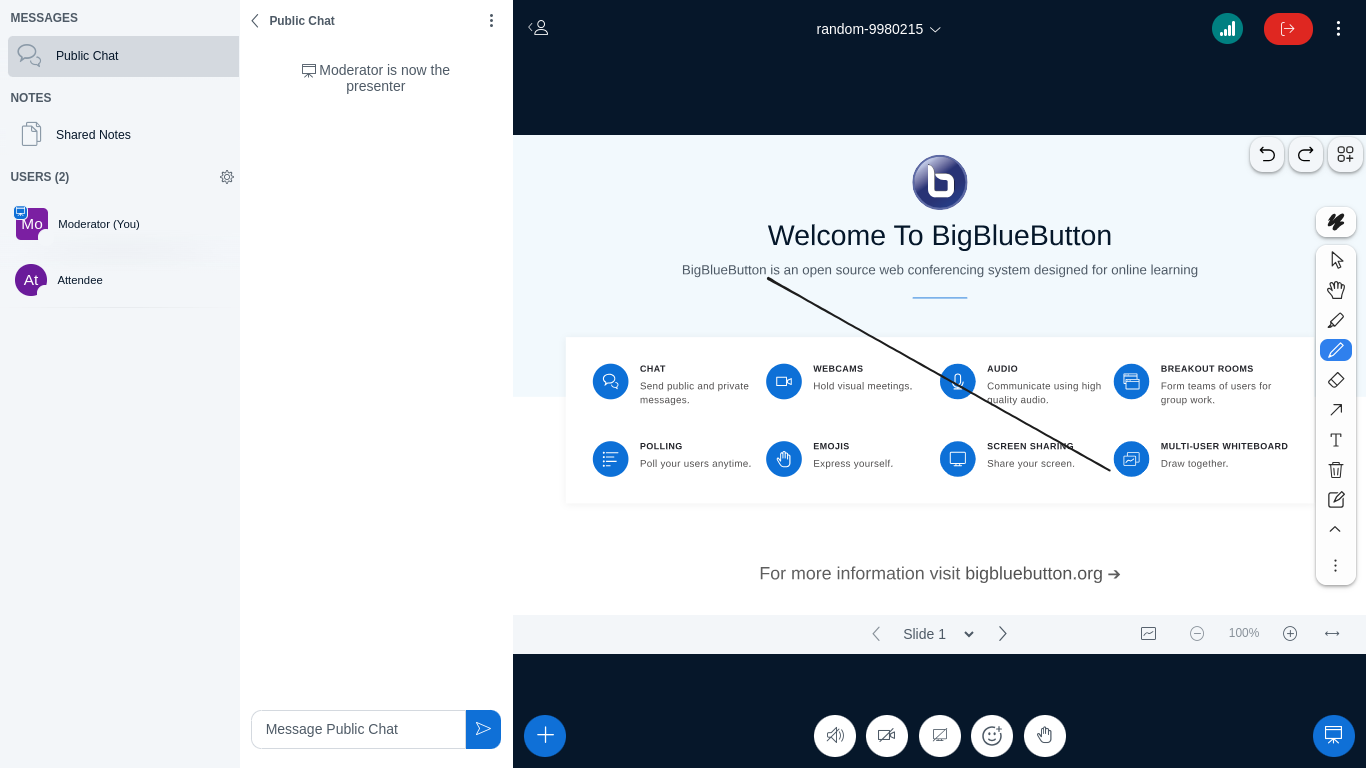 MESSAGES
Public Chat
NOTES
Shared Notes
USERS (2)
Mo
Moderator (You)
At
Attendee
Public Chat
Moderator is now the
presenter
Message Public Chat
random-9980215
Welcome To BigBlueButton
BigBlueButton is an open source web conferencing system designed for online learning
CHAT
Send public and private
messages.
WEBCAMS
Hold visual meetings.
AUDIO
Communicate using high
quality audio.
BREAKOUT ROOMS
Form teams of users for
group work.
POLLING
Poll your users anytime.
EMOJIS
Express yourself.
SCREEN SHARING
Share your screen.
MULTI-USER WHITEBOARD
Draw together.
For more information visit bigbluebutton.org →
Slide 1
100%